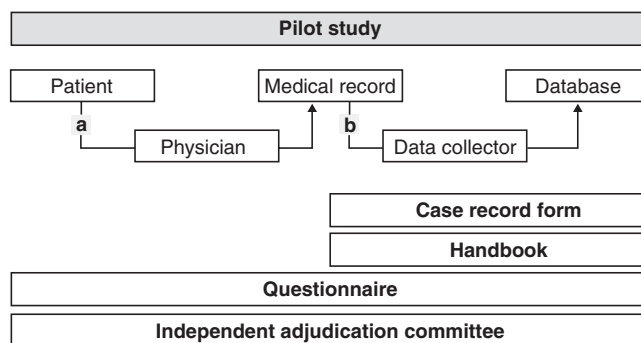 Pilot study
Patient
Medical record
Database
a
b
Physician
Data collector
Case record form
Handbook
Questionnaire
Independent adjudication committee